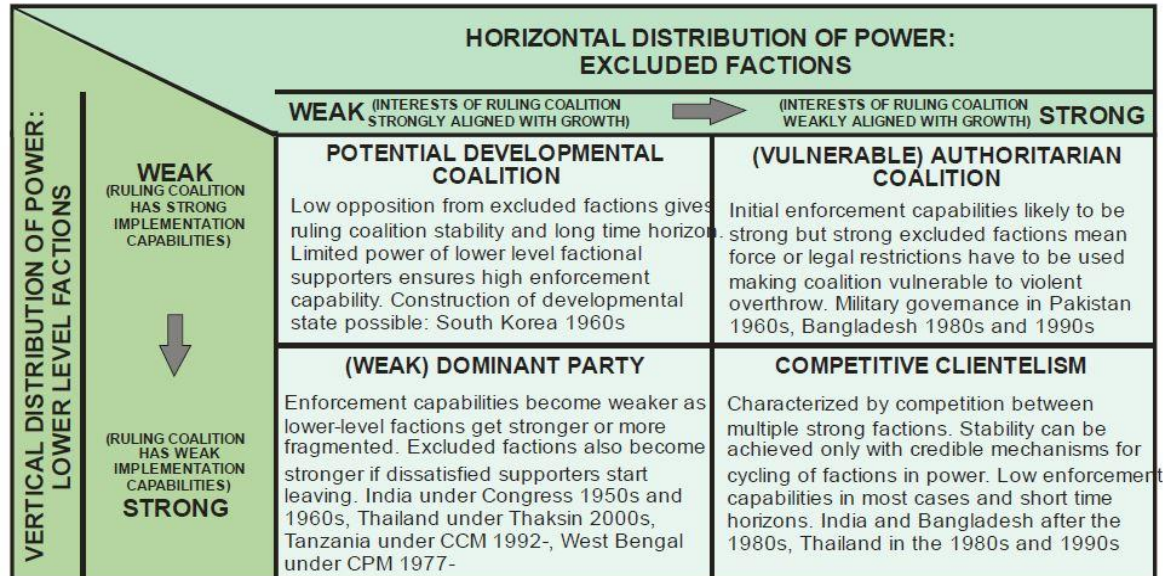 HORIZONTAL DISTRIBUTION OF POWER:
EXCLUDED FACTIONS
WEAK (INTERESTS OF RULING COALITION
STRONGLY ALIGNED WITH GROWTH)
(INTERESTS OF RULING COALITION
WEAKLY ALIGNED WITH GROWTH) STRONG
VERTICAL DISTRIBUTION OF POWER:
LOWER LEVEL FACTIONS
WEAK
(RULING COALITION
HAS STRONG
IMPLEMENTATION
CAPABILITIES)
POTENTIAL DEVELOPMENTAL
COALITION
Low opposition from excluded factions gives
ruling coalition stability and long time horizon.
Limited power of lower level factional
supporters ensures high enforcement
capability. Construction of developmental
state possible: South Korea 1960s
(VULNERABLE) AUTHORITARIAN
COALITION
Initial enforcement capabilities likely to be
strong but strong excluded factions mean
force or legal restrictions have to be used
making coalition vulnerable to violent
overthrow. Military governance in Pakistan
1960s, Bangladesh 1980s and 1990s
(RULING COALITION
HAS WEAK
IMPLEMENTATION
CAPABILITIES)
STRONG
(WEAK) DOMINANT PARTY
Enforcement capabilities become weaker as
lower-level factions get stronger or more
fragmented. Excluded factions also become
stronger if dissatisfied supporters start
leaving. India under Congress 1950s and
1960s, Thailand under Thaksin 2000s,
Tanzania under CCM 1992-, West Bengal
under CPM 1977-
COMPETITIVE CLIENTELISM
Characterized by competition between
multiple strong factions. Stability can be
achieved only with credible mechanisms for
cycling of factions in power. Low enforcement
capabilities in most cases and short time
horizons. India and Bangladesh after the
1980s, Thailand in the 1980s and 1990s